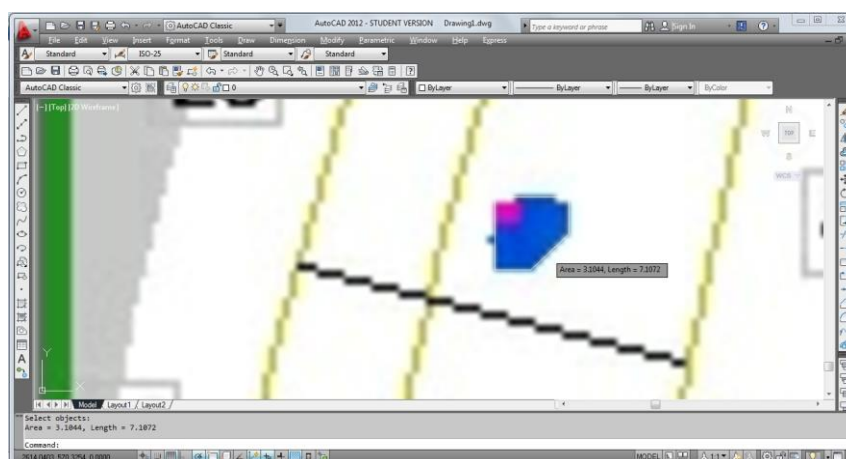 AutoCAD Classic
AutoCAD 2012 - STUDENT VERSION Drawing1.dwg
Type a keyword or phrase
Sign In
File Edit View Insert Format Tools Draw Dimension Modify Parametric Window Help Express
Standard ISO-25 Standard Standard
AutoCAD Classic 0 ByLayer ByLayer ByLayer ByColor
[-][Top][2D Wireframe]
N
W TOP E
S
WCS
Area = 3.1044, Length = 7.1072
Y
X
Model Layout1 Layout2
Select objects:
Area = 3.1044, Length = 7.1072
Command:
MODEL
1:1